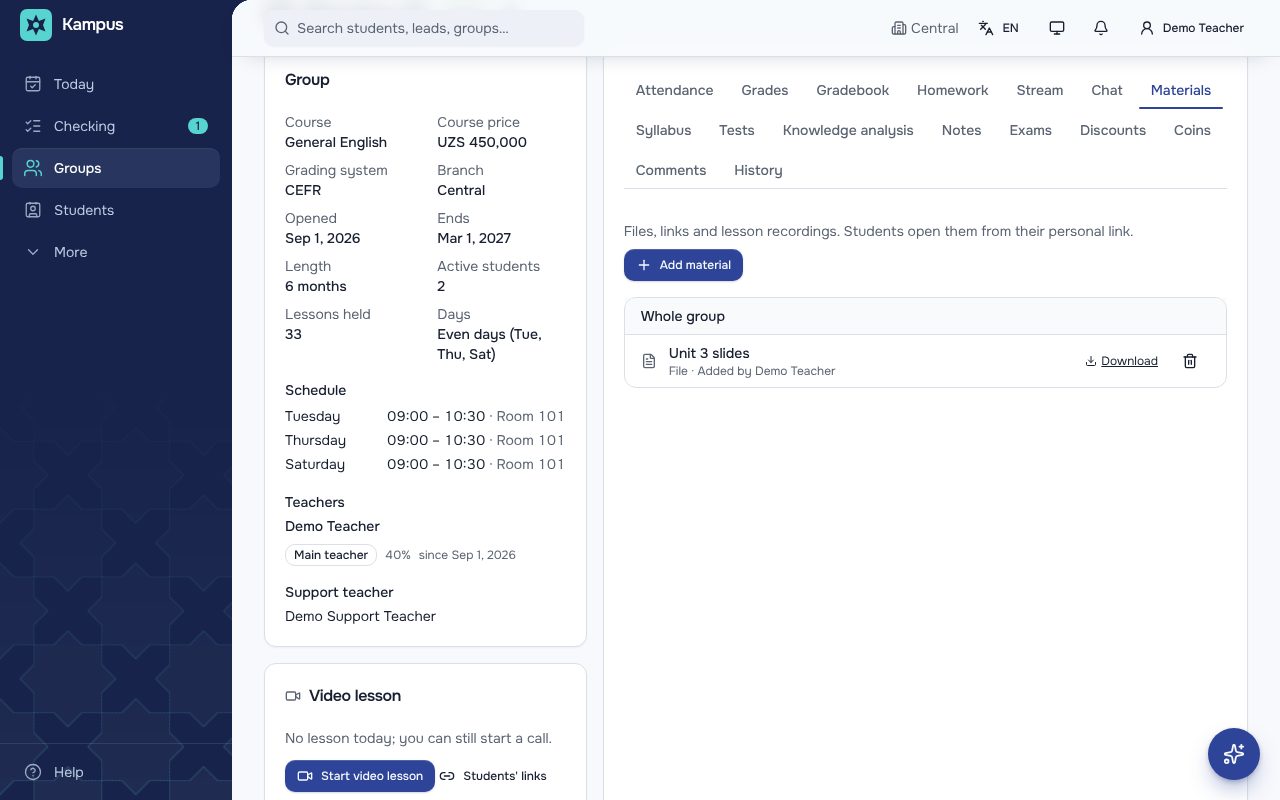 Kampus
Search students, leads, groups...
Central
EN
Demo Teacher
Today
Checking 1
Groups
Students
More
Help
Group
Course
General English
Course price
UZS 450,000
Grading system
CEFR
Branch
Central
Opened
Sep 1, 2026
Ends
Mar 1, 2027
Length
6 months
Active students
2
Lessons held
33
Days
Even days (Tue,
Thu, Sat)
Schedule
Tuesday 09:00 – 10:30 · Room 101
Thursday 09:00 – 10:30 · Room 101
Saturday 09:00 – 10:30 · Room 101
Teachers
Demo Teacher
Main teacher 40% since Sep 1, 2026
Support teacher
Demo Support Teacher
Video lesson
No lesson today; you can still start a call.
Start video lesson Students' links
Attendance Grades Gradebook Homework Stream Chat Materials
Syllabus Tests Knowledge analysis Notes Exams Discounts Coins
Comments History
Files, links and lesson recordings. Students open them from their personal link.
Add material
Whole group
Unit 3 slides
File · Added by Demo Teacher
Download